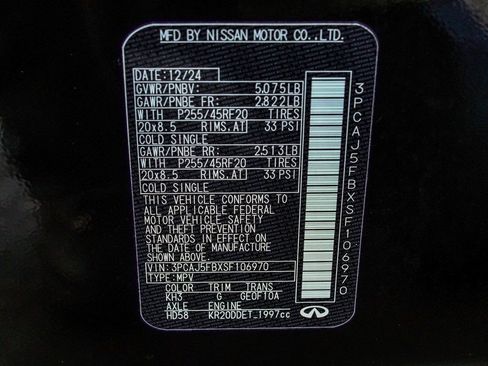 MFD BY NISSAN MOTOR CO.,LTD.
DATE:12/24
GVWR/PNBV: 5,075LB
GAWR/PNBE FR: 2,822LB
WITH P255/45RF20 TIRES
20x8.5 RIMS,AT 33 PSI
COLD SINGLE
GAWR/PNBE RR: 2,513LB
WITH P255/45RF20 TIRES
20x8.5 RIMS,AT 33 PSI
COLD SINGLE
THIS VEHICLE CONFORMS
TO ALL APPLICABLE FEDERAL
MOTOR VEHICLE SAFETY
AND THEFT PREVENTION
STANDARDS IN EFFECT ON THE
DATE OF MANUFACTURE
SHOWN ABOVE.
VIN:3PCAJ5FBXSF106970
TYPE:MPV
COLOR TRIM TRANS
KH3 G GE0F10A
AXLE ENGINE
HD58 KR20DDET_1997cc
3PCAJ5FBXSF106970
INFINITI